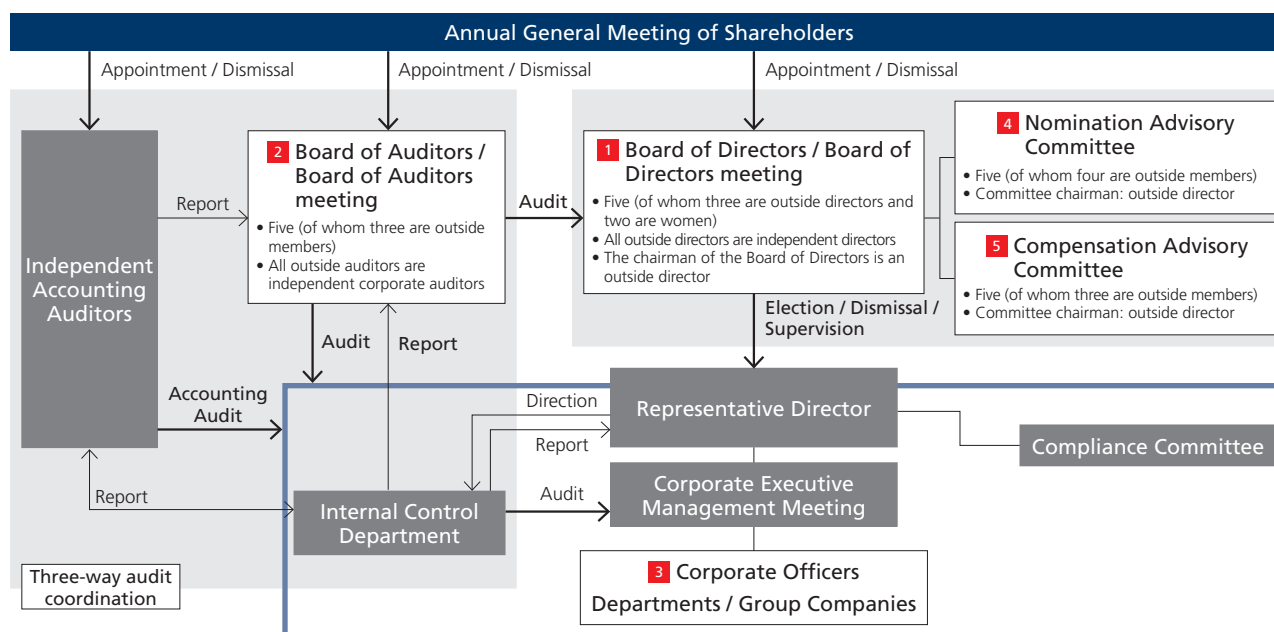 Annual General Meeting of Shareholders
Appointment / Dismissal
Appointment / Dismissal
Appointment / Dismissal
Independent
Accounting
Auditors
Report
2 Board of Auditors /
Board of Auditors
meeting
• Five (of whom three are outside
members)
• All outside auditors are
independent corporate auditors
Audit
1 Board of Directors / Board of
Directors meeting
• Five (of whom three are outside directors and
two are women)
• All outside directors are independent directors
• The chairman of the Board of Directors is an
outside director
4 Nomination Advisory
Committee
• Five (of whom four are outside members)
• Committee chairman: outside director
5 Compensation Advisory
Committee
• Five (of whom three are outside members)
• Committee chairman: outside director
Audit
Report
Election / Dismissal /
Supervision
Accounting
Audit
Direction
Report
Representative Director
Compliance Committee
Report
Internal Control
Department
Audit
Corporate Executive
Management Meeting
Three-way audit
coordination
3 Corporate Officers
Departments / Group Companies